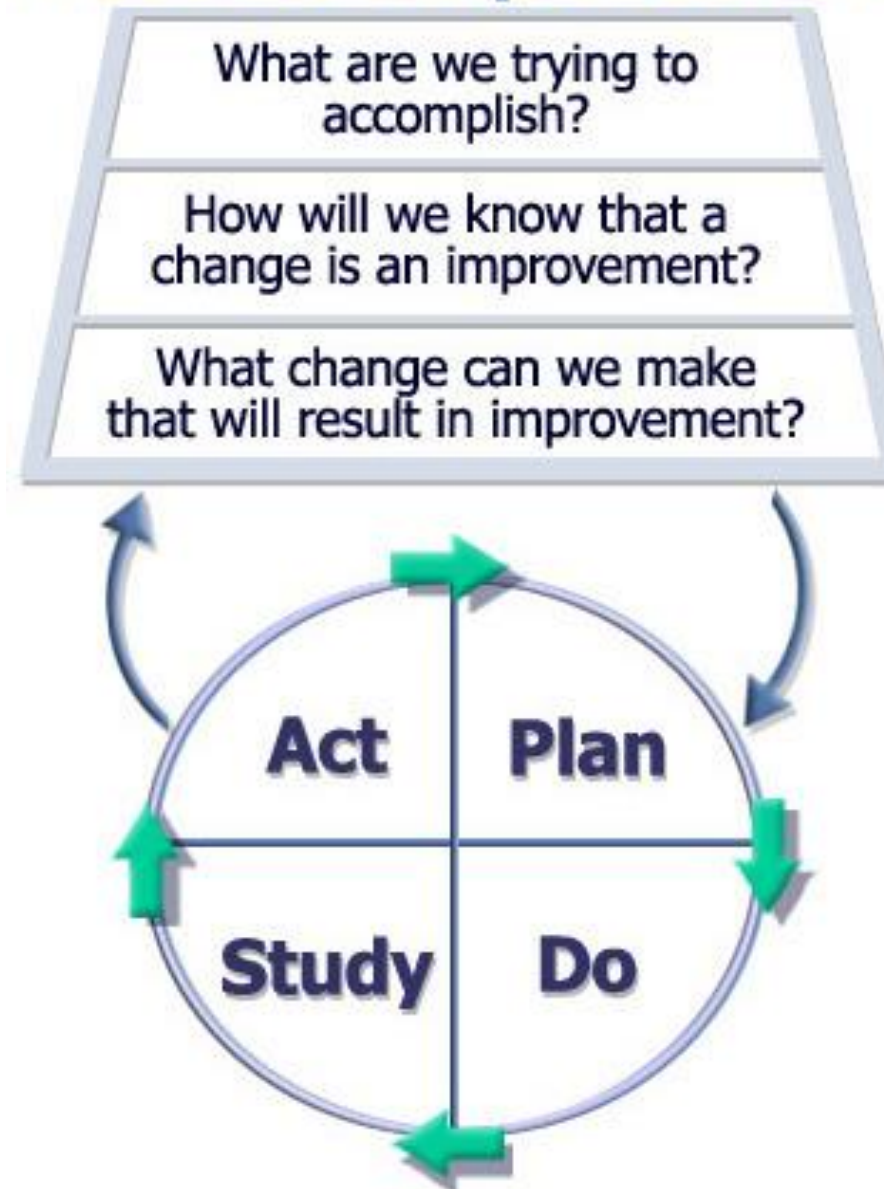 What are we trying to
accomplish?
How will we know that a
change is an improvement?
What change can we make
that will result in improvement?
Act
Plan
Study
Do